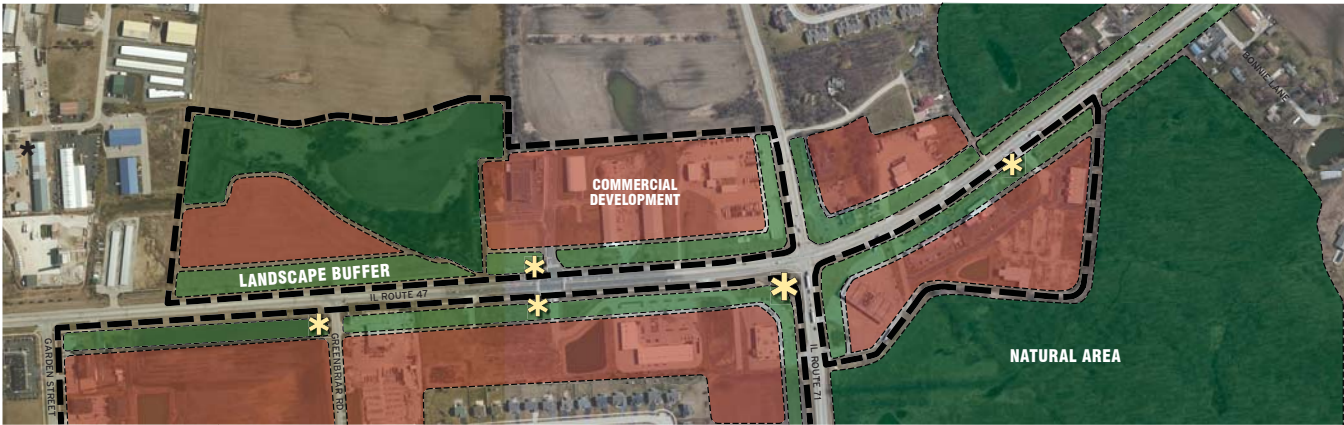 BONNIE LANE
COMMERCIAL
DEVELOPMENT
LANDSCAPE BUFFER
IL ROUTE 47
GARDEN STREET
GREENBRIAR RD.
IL ROUTE 71
NATURAL AREA